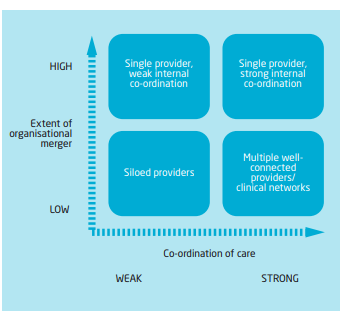 HIGH
Single provider,
weak internal
co-ordination
Single provider,
strong internal
co-ordination
Extent of
organisational
merger
Siloed providers
Multiple well-
connected
providers/
clinical networks
LOW
Co-ordination of care
WEAK
STRONG